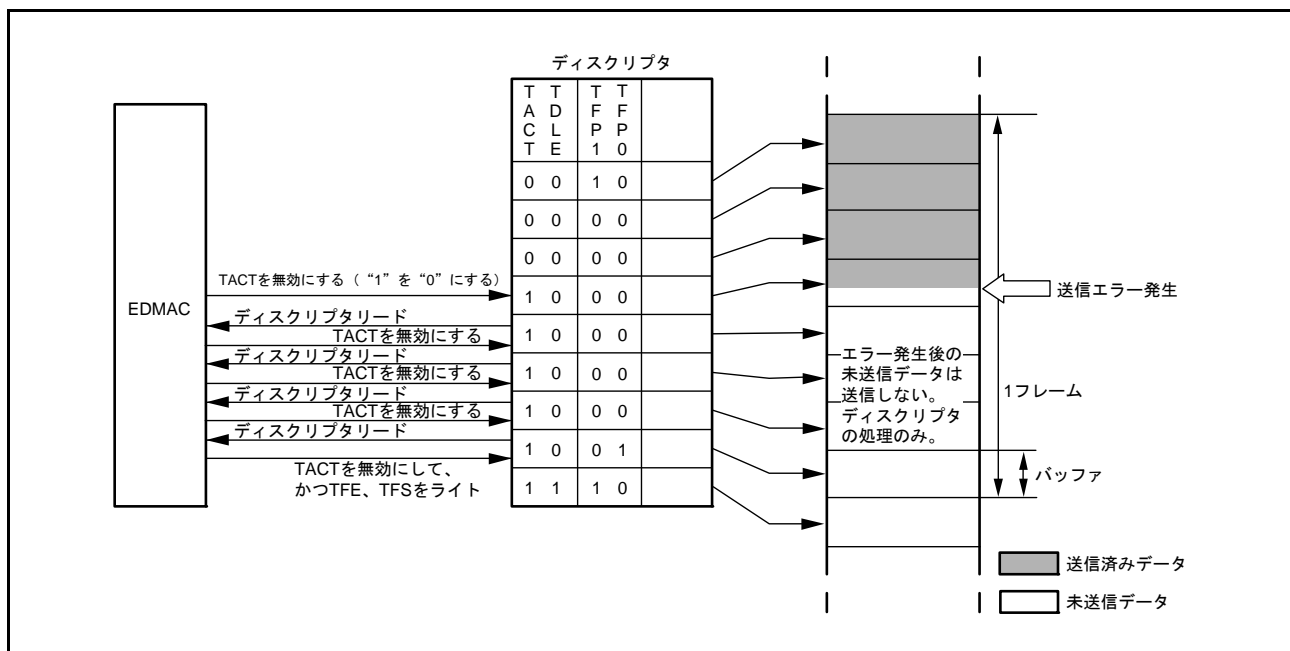 ディスクリプタ
TACT TDLE TFP1 TFP0
0 0 1 0
0 0 0 0
0 0 0 0
1 0 0 0
1 0 0 0
1 0 0 0
1 0 0 0
1 0 0 1
1 1 1 0
EDMAC
TACTを無効にする（“1”を“0”にする）
ディスクリプタリード
TACTを無効にする
ディスクリプタリード
TACTを無効にする
ディスクリプタリード
TACTを無効にする
ディスクリプタリード
TACTを無効にして、
かつTFE、TFSをライト
送信エラー発生
エラー発生後の
未送信データは
送信しない。
ディスクリプタ
の処理のみ。
1フレーム
バッファ
送信済みデータ
未送信データ